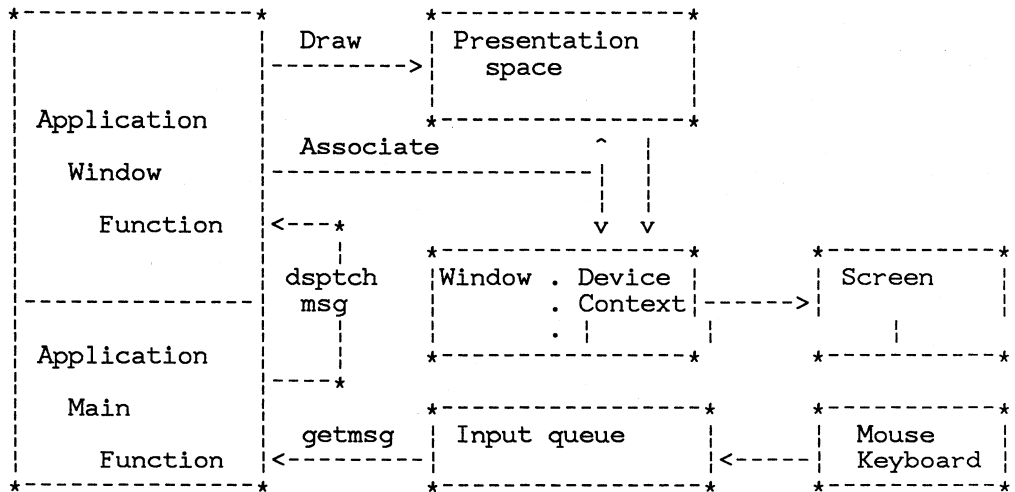 Draw
Presentation
space
Application
Associate
Window
Function
dsptch
msg
Window . Device
. Context
.
Screen
Application
Main
Function
getmsg
Input queue
Mouse
Keyboard